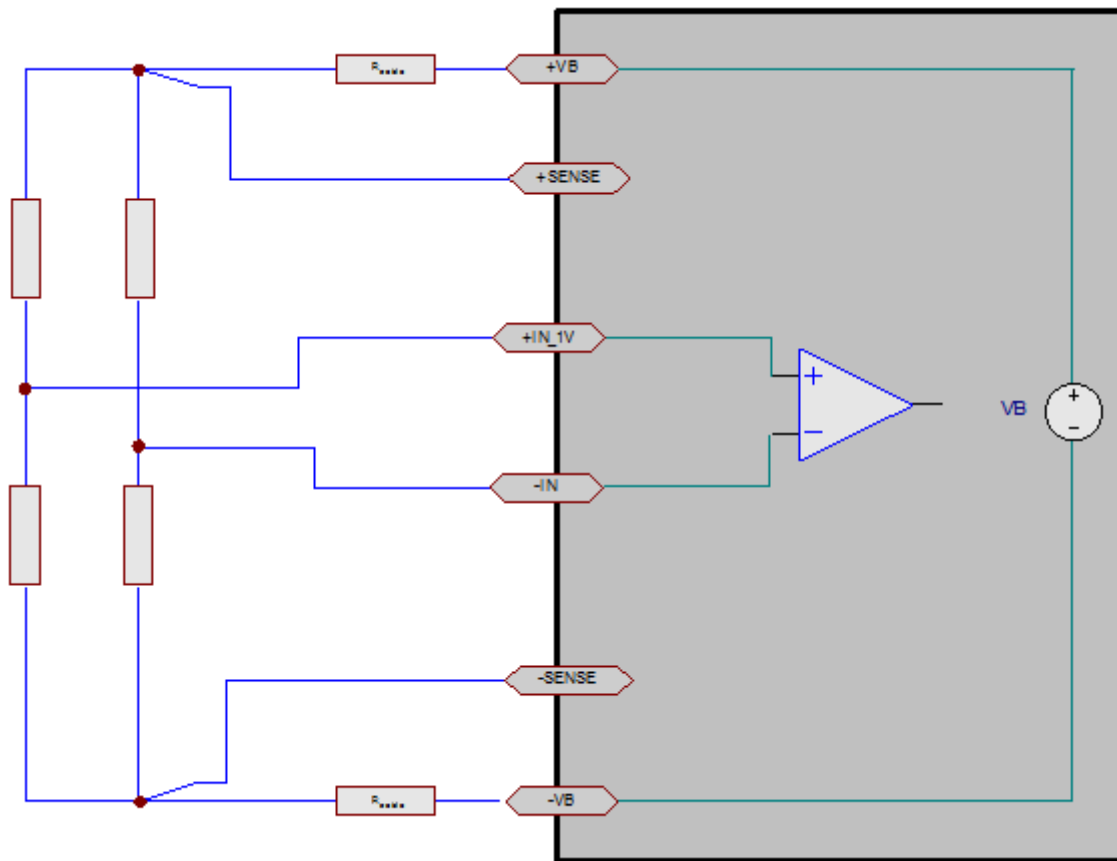 +VB
+SENSE
+IN_1V
+
VB
+
-
−
-IN
-SENSE
-VB